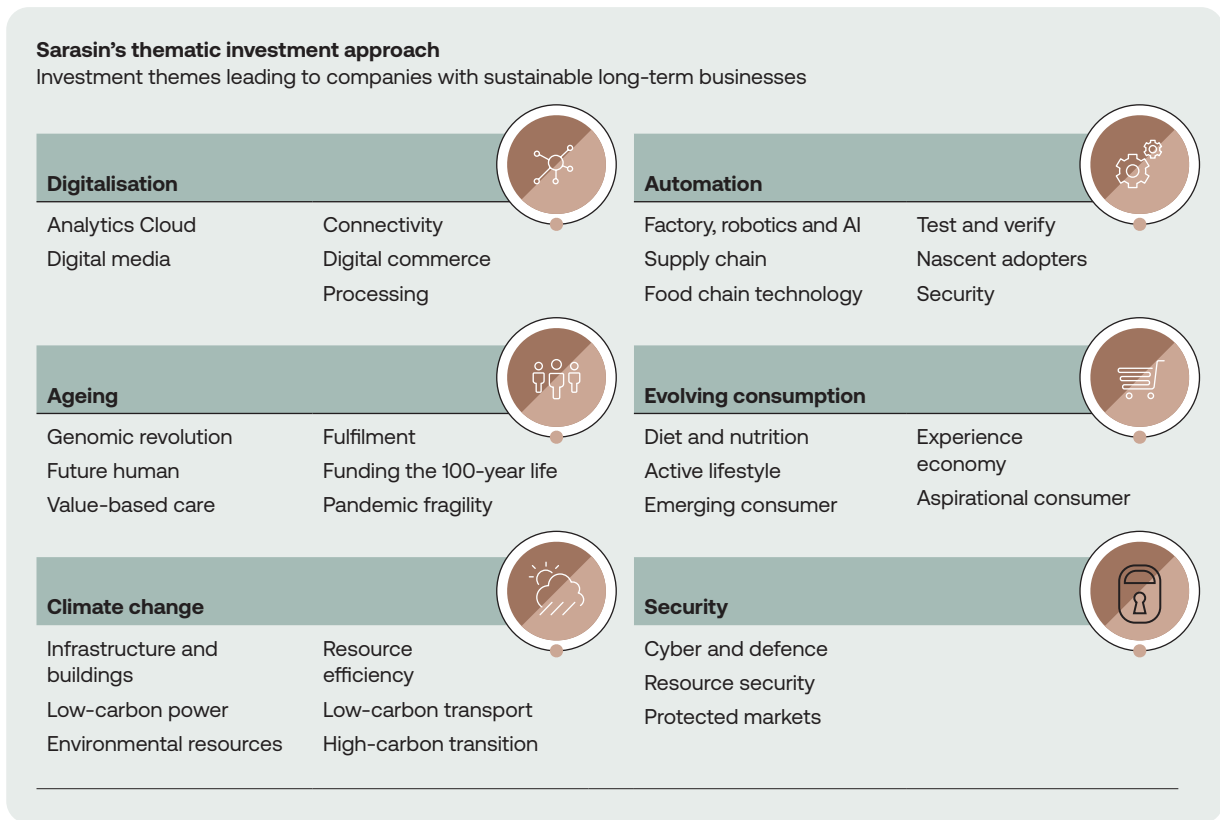 Sarasin’s thematic investment approach
Investment themes leading to companies with sustainable long-term businesses
Digitalisation
Analytics Cloud
Digital media
Connectivity
Digital commerce
Processing
Automation
Factory, robotics and AI
Supply chain
Food chain technology
Test and verify
Nascent adopters
Security
Ageing
Genomic revolution
Future human
Value-based care
Fulfilment
Funding the 100-year life
Pandemic fragility
Evolving consumption
Diet and nutrition
Active lifestyle
Emerging consumer
Experience
economy
Aspirational consumer
Climate change
Infrastructure and
buildings
Low-carbon power
Environmental resources
Resource
efficiency
Low-carbon transport
High-carbon transition
Security
Cyber and defence
Resource security
Protected markets